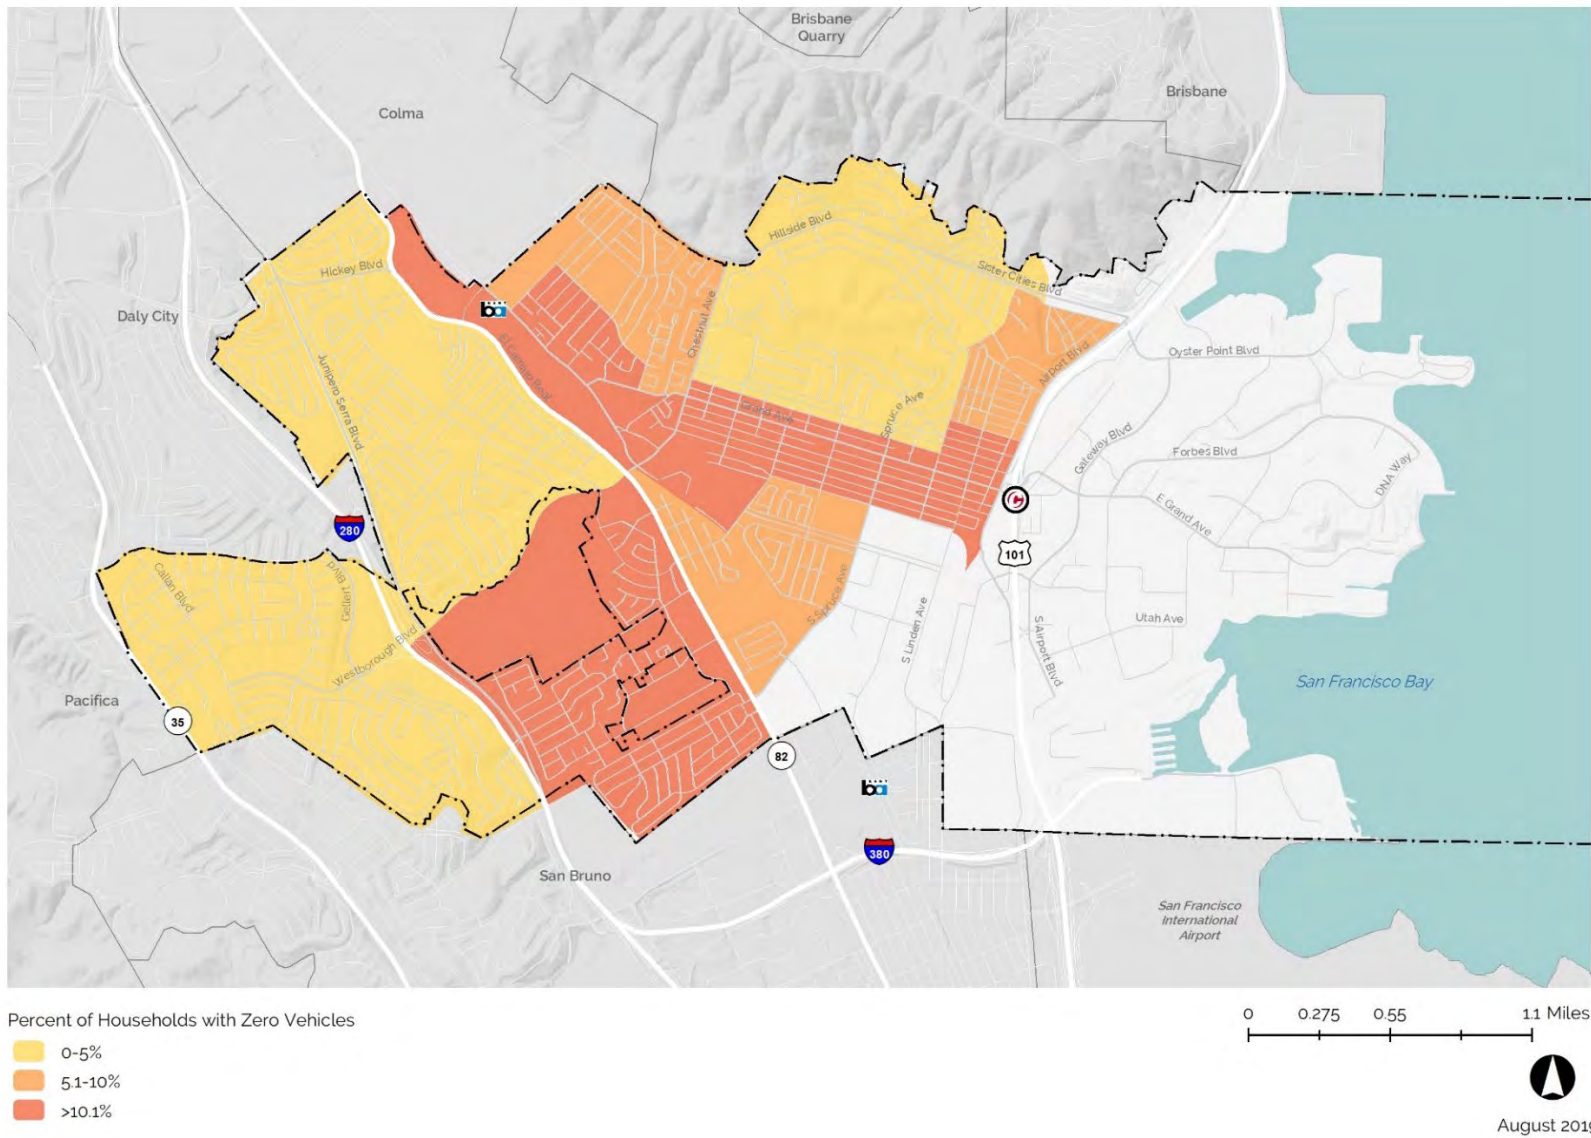 Brisbane
Quarry
Brisbane
Colma
Hillside Blvd
Sister Cities Blvd
Hickey Blvd
Daly City
Chestnut Ave
ba
El Camino Real
Junipero Serra Blvd
Airport Blvd
Oyster Point Blvd
Grand Ave
Spruce Ave
Gateway Blvd
Forbes Blvd
DNA Way
E Grand Ave
C
280
101
Callan Blvd
Gellert Blvd
S Spruce Ave
S Linden Ave
Utah Ave
S Airport Blvd
Westborough Blvd
San Francisco Bay
Pacifica
35
82
ba
380
San Bruno
San Francisco
International
Airport
Percent of Households with Zero Vehicles
0-5%
5.1-10%
>10.1%
0 0.275 0.55 1.1 Miles
August 201